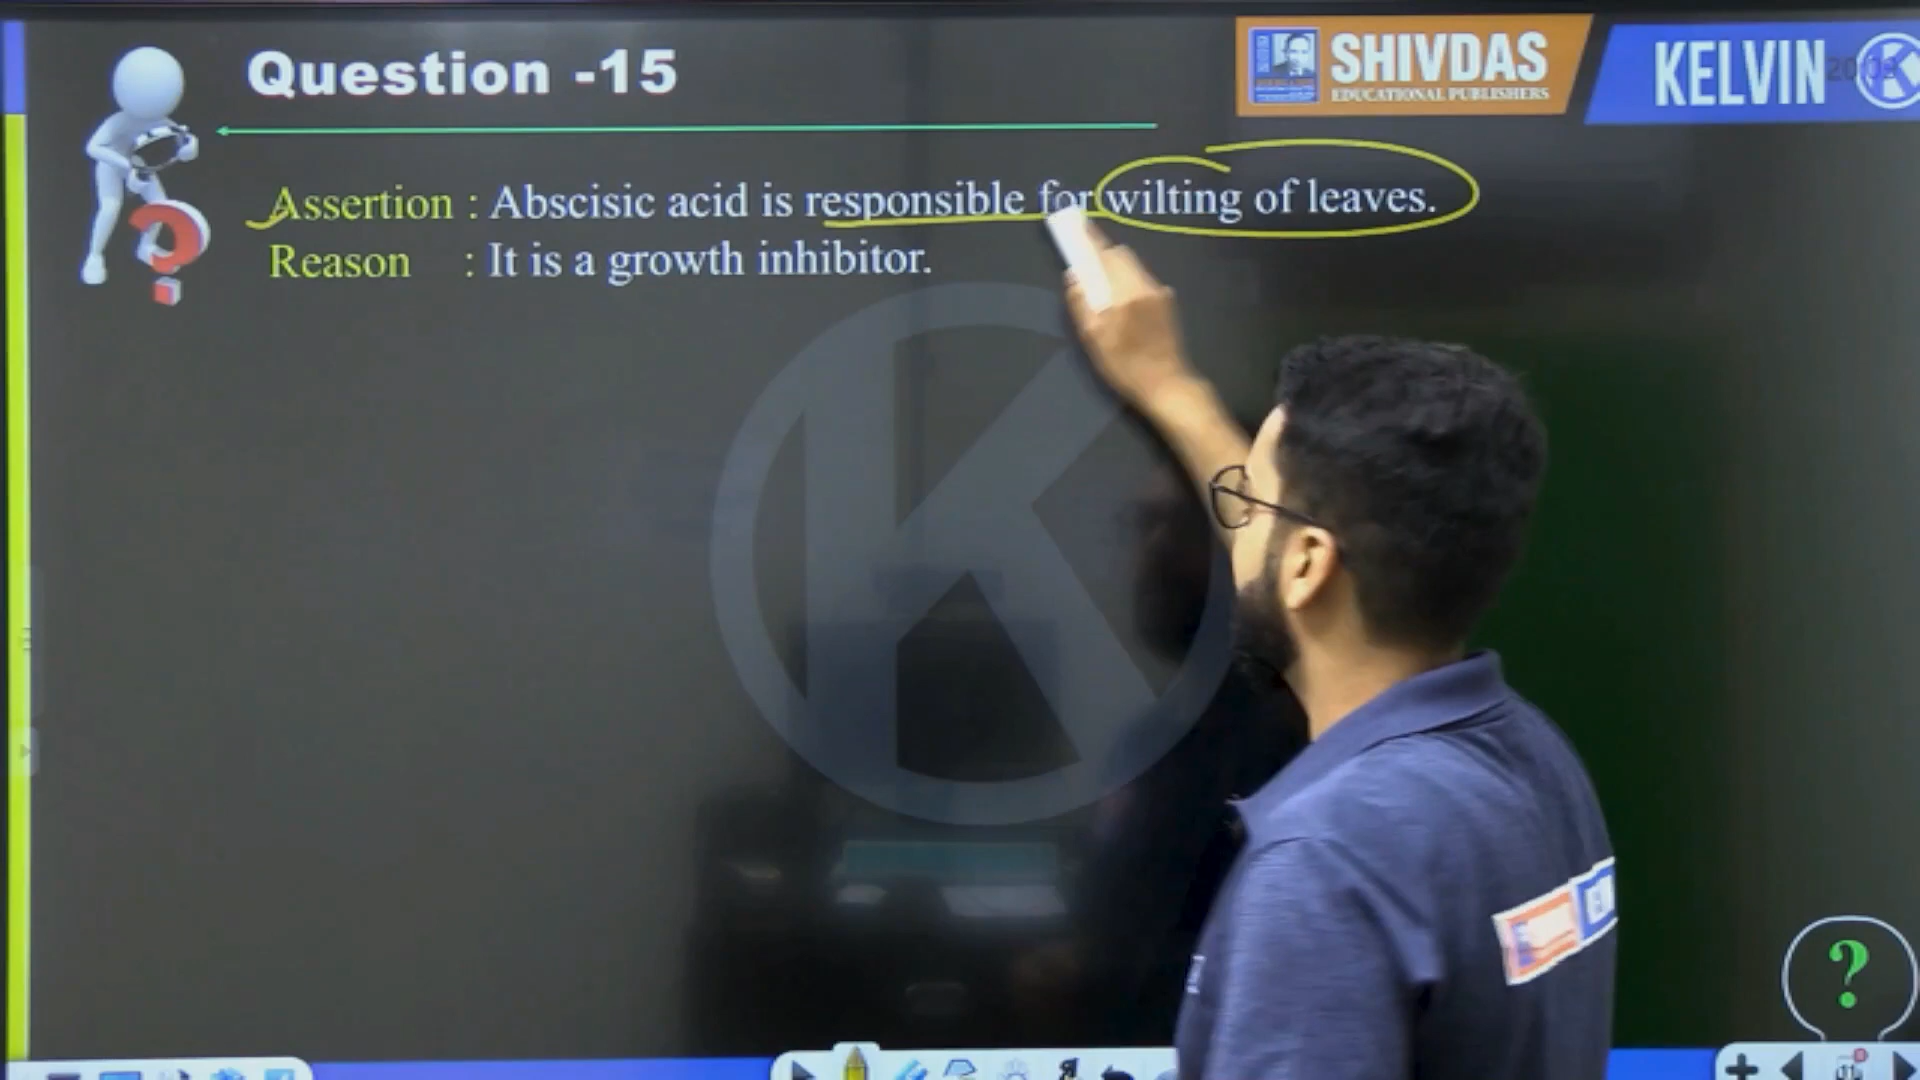 Question -15
SHIVDAS
EDUCATIONAL PUBLISHERS
KELVIN
Assertion : Abscisic acid is responsible for wilting of leaves.
Reason : It is a growth inhibitor.